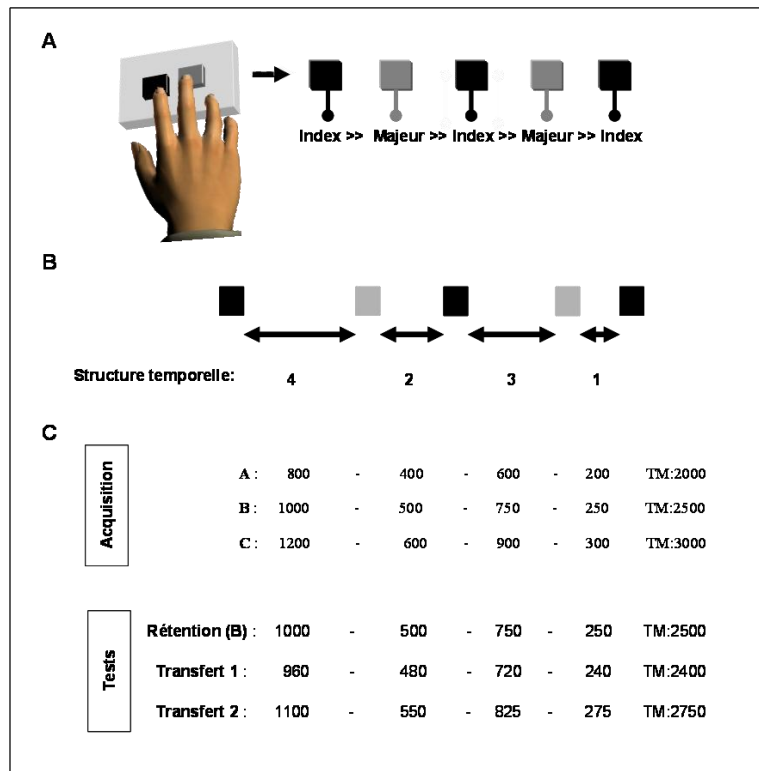 A
Index >> Majeur >> Index >> Majeur >> Index
B
Structure temporelle: 4 2 3 1
C
Acquisition
A : 800 - 400 - 600 - 200 TM:2000
B : 1000 - 500 - 750 - 250 TM:2500
C : 1200 - 600 - 900 - 300 TM:3000
Tests
Rétention (B) : 1000 - 500 - 750 - 250 TM:2500
Transfert 1 : 960 - 480 - 720 - 240 TM:2400
Transfert 2 : 1100 - 550 - 825 - 275 TM:2750